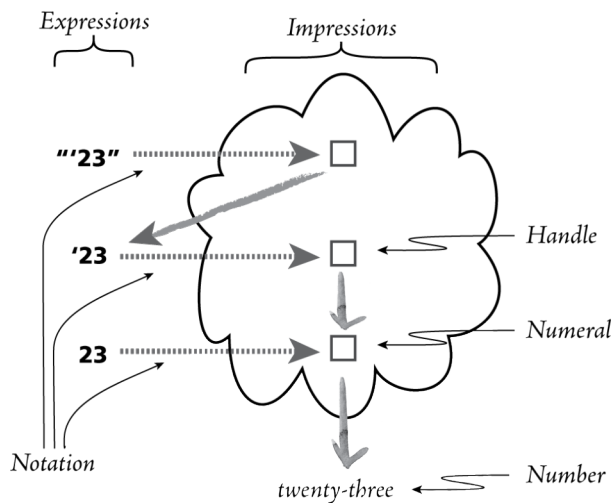 Expressions
Impressions
"‘23”
‘23
Handle
23
Numeral
Notation
twenty-three
Number